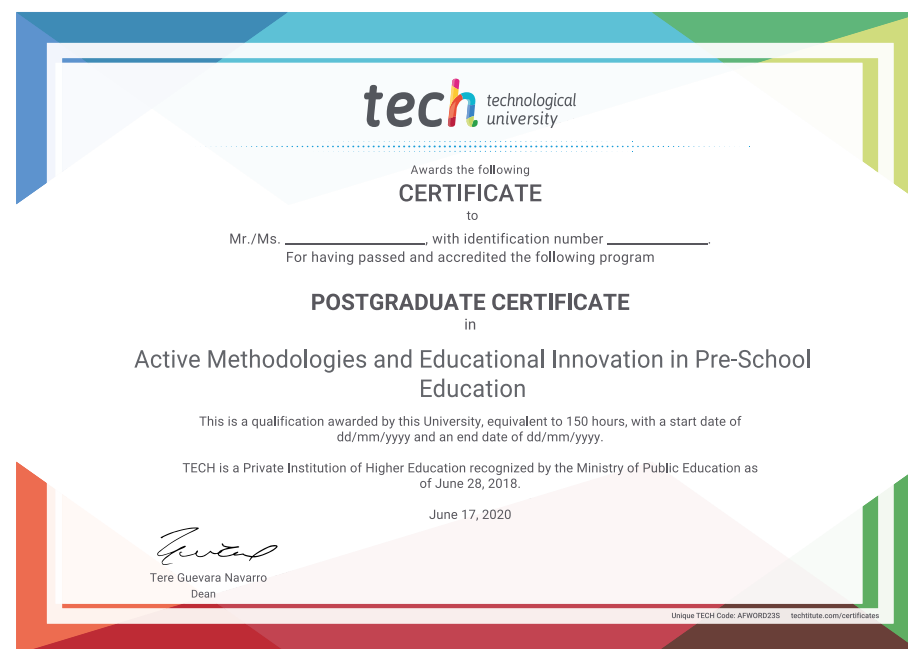 tech technological
university
Awards the following
CERTIFICATE
to
Mr./Ms. ________________, with identification number ____________.
For having passed and accredited the following program
POSTGRADUATE CERTIFICATE
in
Active Methodologies and Educational Innovation in Pre-School
Education
This is a qualification awarded by this University, equivalent to 150 hours, with a start date of
dd/mm/yyyy and an end date of dd/mm/yyyy.
TECH is a Private Institution of Higher Education recognized by the Ministry of Public Education as
of June 28, 2018.
June 17, 2020
Tere Guevara Navarro
Dean
Unique TECH Code: AFWORD23S techtitute.com/certificates